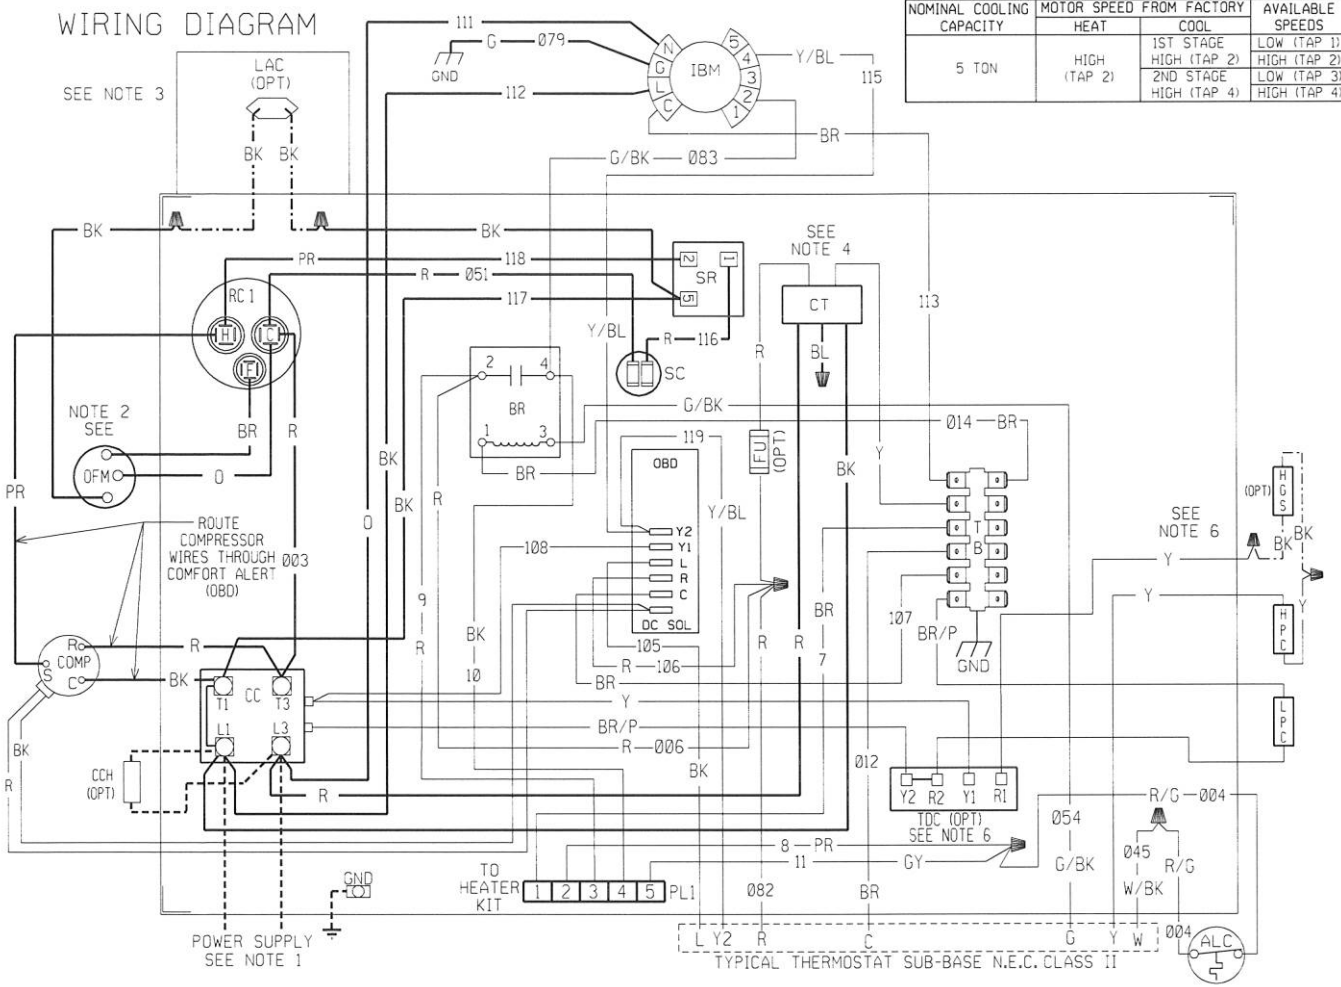 WIRING DIAGRAM
NOMINAL COOLING CAPACITY
MOTOR SPEED FROM FACTORY
AVAILABLE SPEEDS
HEAT
COOL
5 TON
HIGH (TAP 2)
1ST STAGE
HIGH (TAP 2)
2ND STAGE
HIGH (TAP 4)
LOW (TAP 1)
HIGH (TAP 2)
LOW (TAP 3)
HIGH (TAP 4)
111
G
079
GND
112
N
G
L
C
IBM
5
4
3
2
1
Y/BL
115
BR
G/BK
083
SEE NOTE 3
LAC
(OPT)
BK
BK
BK
BK
PR
118
R
051
117
2
1
SR
5
SEE
NOTE 4
CT
113
RC1
H
C
F
Y/BL
R
116
SC
R
BL
2
4
BR
1
3
G/BK
014
BR
NOTE 2
SEE
OFM
BR
R
O
BR
119
OBD
FU
(OPT)
BK
Y
PR
BK
BK
O
R
Y/BL
Y2
Y1
L
R
C
DC SOL
T
B
GND
(OPT)
HGS
SEE
NOTE 6
BK
BK
Y
Y
Y
HPC
LPC
ROUTE
COMPRESSOR
WIRES THROUGH
COMFORT ALERT
(OBD)
003
108
9
R
BK
10
105
R
106
BR
R
R
BR
7
107
BR/P
R
COMP
S
C
R
BK
CC
T1
T3
L1
L3
Y
BR/P
R
006
BK
012
BK
R
CCH
(OPT)
R
Y2
R2
Y1
R1
TDC (OPT)
SEE NOTE 6
R/G
004
054
8
PR
11
GY
045
R/G
G/BK
W/BK
TO
HEATER
KIT
1
2
3
4
5
PL1
082
BR
GND
POWER SUPPLY
SEE NOTE 1
L
Y2
R
C
G
Y
W
004
ALC
TYPICAL THERMOSTAT SUB-BASE N.E.C. CLASS II